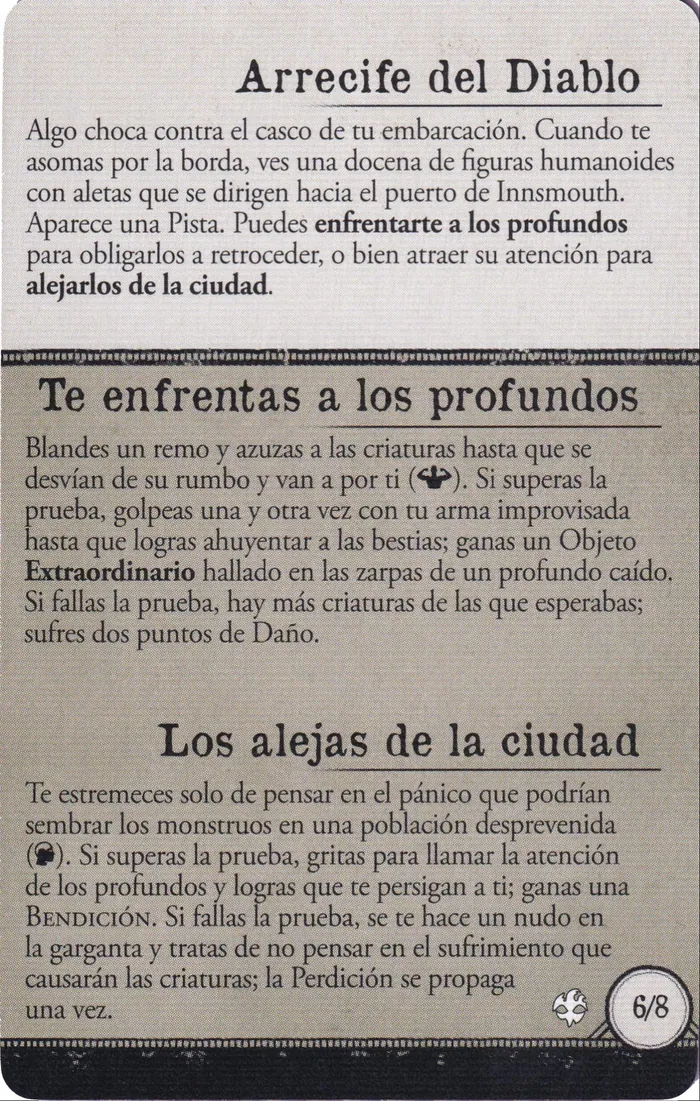 Arrecife del Diablo
Algo choca contra el casco de tu embarcación. Cuando te
asomas por la borda, ves una docena de figuras humanoides
con aletas que se dirigen hacia el puerto de Innsmouth.
Aparece una Pista. Puedes enfrentarte a los profundos
para obligarlos a retroceder, o bien atraer su atención para
alejarlos de la ciudad.
Te enfrentas a los profundos
Blandes un remo y azuzas a las criaturas hasta que se
desvían de su rumbo y van a por ti ( ). Si superas la
prueba, golpeas una y otra vez con tu arma improvisada
hasta que logras ahuyentar a las bestias; ganas un Objeto
Extraordinario hallado en las zarpas de un profundo caído.
Si fallas la prueba, hay más criaturas de las que esperabas;
sufres dos puntos de Daño.
Los alejas de la ciudad
Te estremeces solo de pensar en el pánico que podrían
sembrar los monstruos en una población desprevenida
( ). Si superas la prueba, gritas para llamar la atención
de los profundos y logras que te persigan a ti; ganas una
BENDICIÓN. Si fallas la prueba, se te hace un nudo en
la garganta y tratas de no pensar en el sufrimiento que
causarán las criaturas; la Perdición se propaga
una vez.
6/8